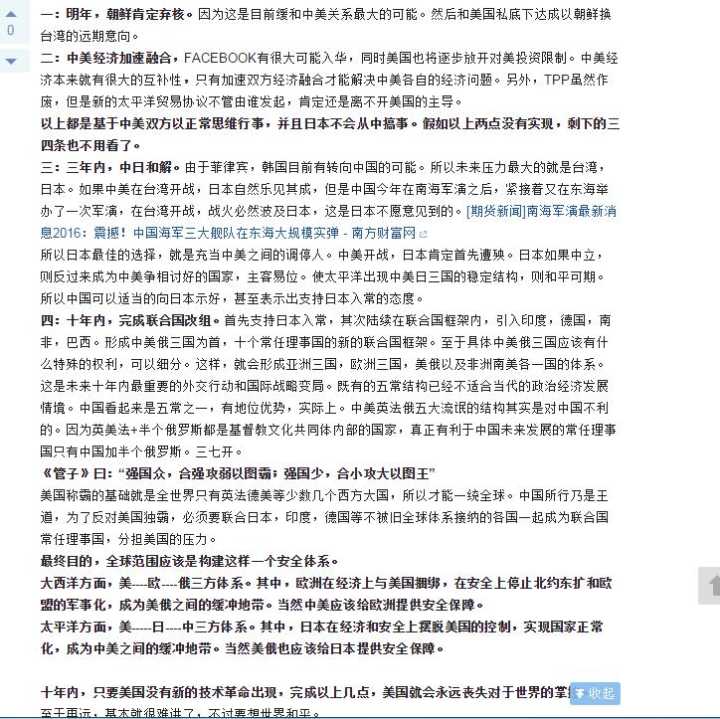 0
一：明年，朝鲜肯定弃核。因为这是目前缓和中美关系最大的可能。然后和美国私底下达成以朝鲜换
台湾的远期意向。
二：中美经济加速融合，FACEBOOK有很大可能入华，同时美国也将逐步放开对美投资限制。中美经
济本来就有很大的互补性，只有加速双方经济融合才能解决中美各自的经济问题。另外，TPP虽然作
废，但是新的太平洋贸易协议不管由谁发起，肯定还是离不开美国的主导。
以上都是基于中美双方以正常思维行事，并且日本不会从中搞事。假如以上两点没有实现，剩下的三
四条也不用看了。
三：三年内，中日和解。由于菲律宾，韩国目前有转向中国的可能。所以未来压力最大的就是台湾，
日本。如果中美在台湾开战，日本自然乐见其成，但是中国今年在南海军演之后，紧接着又在东海举
办了一次军演，在台湾开战，战火必然波及日本，这是日本不愿意见到的。[期货新闻]南海军演最新消
息2016：震撼！中国海军三大舰队在东海大规模实弹 - 南方财富网
所以日本最佳的选择，就是充当中美之间的调停人。中美开战，日本肯定首先遭殃。日本如果中立，
则反过来成为中美争相讨好的国家，主客易位。使太平洋出现中美日三国的稳定结构，则和平可期。
所以中国可以适当的向日本示好，甚至表示出支持日本入常的态度。
四：十年内，完成联合国改组。首先支持日本入常，其次陆续在联合国框架内，引入印度，德国，南
非，巴西。形成中美俄三国为首，十个常任理事国的新的联合国框架。至于具体中美俄三国应该有什
么特殊的权利，可以细分。这样，就会形成亚洲三国，欧洲三国，美俄以及非洲南美各一国的体系。
这是未来十年内最重要的外交行动和国际战略变局。既有的五常结构已经不适合当代的政治经济发展
情境。中国看起来是五常之一，有地位优势，实际上。中美英法俄五大流氓的结构其实是对中国不利
的。因为英美法+半个俄罗斯都是基督教文化共同体内部的国家，真正有利于中国未来发展的常任理事
国只有中国加半个俄罗斯。三七开。
《管子》曰：“强国众，合强攻弱以图霸；强国少，合小攻大以图王”
美国称霸的基础就是全世界只有英法德美等少数几个西方大国，所以才能一统全球。中国所行乃是王
道，为了反对美国独霸，必须要联合日本，印度，德国等不被旧全球体系接纳的各国一起成为联合国
常任理事国，分担美国的压力。
最终目的，全球范围应该是构建这样一个安全体系。
大西洋方面，美----欧----俄三方体系。其中，欧洲在经济上与美国捆绑，在安全上停止北约东扩和欧
盟的军事化，成为美俄之间的缓冲地带。当然中美应该给欧洲提供安全保障。
太平洋方面，美-----日----中三方体系。其中，日本在经济和安全上摆脱美国的控制，实现国家正常
化，成为中美之间的缓冲地带。当然美俄也应该给日本提供安全保障。
十年内，只要美国没有新的技术革命出现，完成以上几点，美国就会永远丧失对于世界的掌 收起
至于再远，基本就很难讲了，不过要想世界和平。